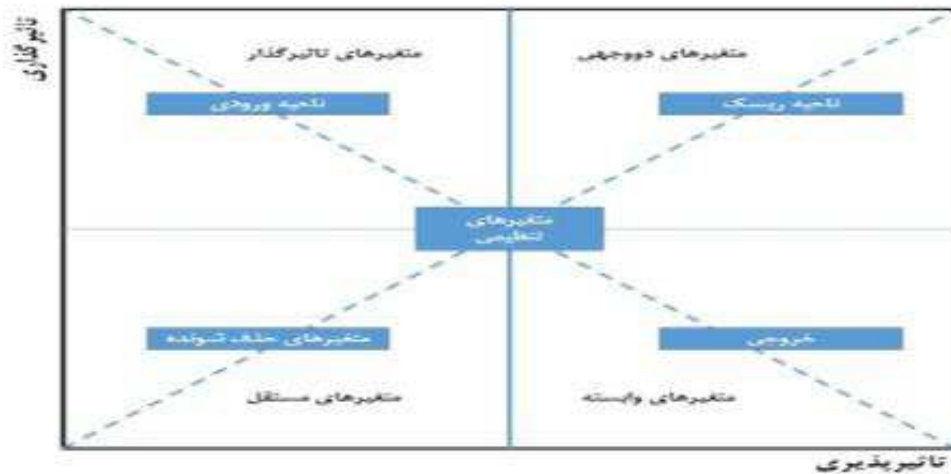 تاثیرگذاری
متغیرهای دووجهی
متغیرهای تاثیرگذار
ناحیه ریسک
ناحیه ورودی
متغیرهای
تنظیمی
خروجی
متغیرهای حذف شونده
متغیرهای وابسته
متغیرهای مستقل
تاثیرپذیری